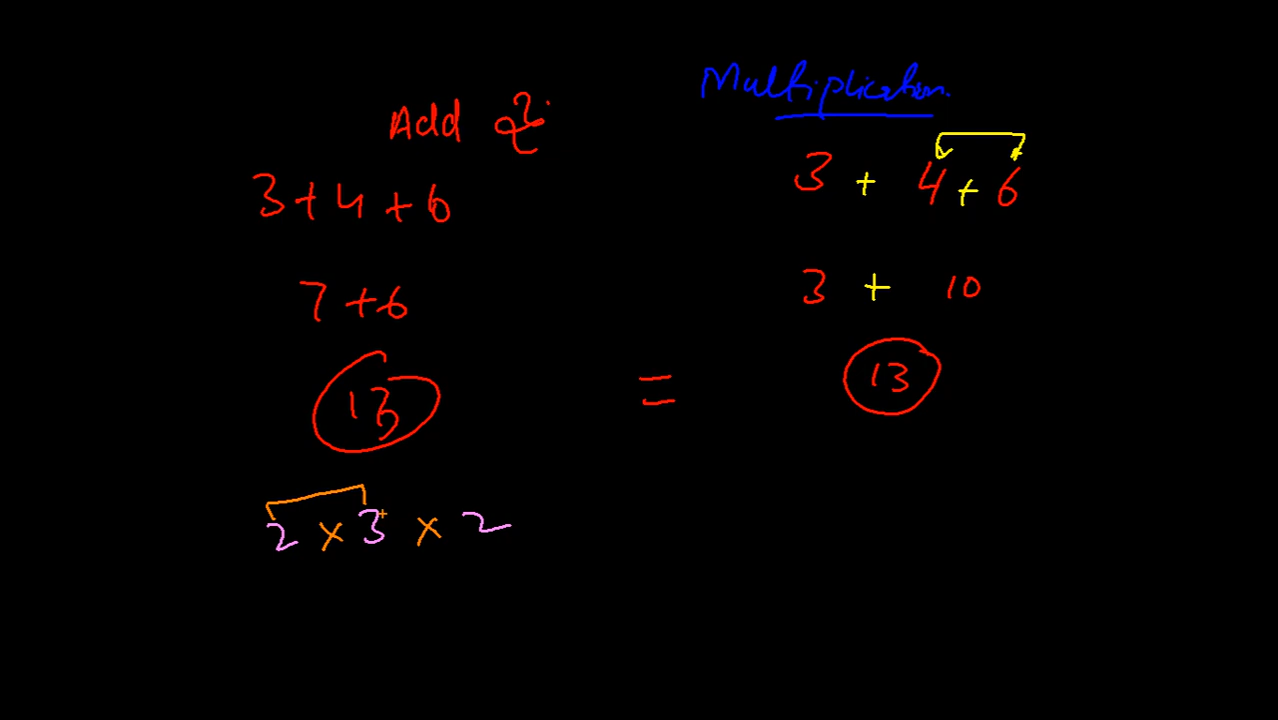 Multiplication.
Add
3 + 4 + 6
3 + 4 + 6
7 + 6
3 + 10
13
=
13
2 × 3 × 2